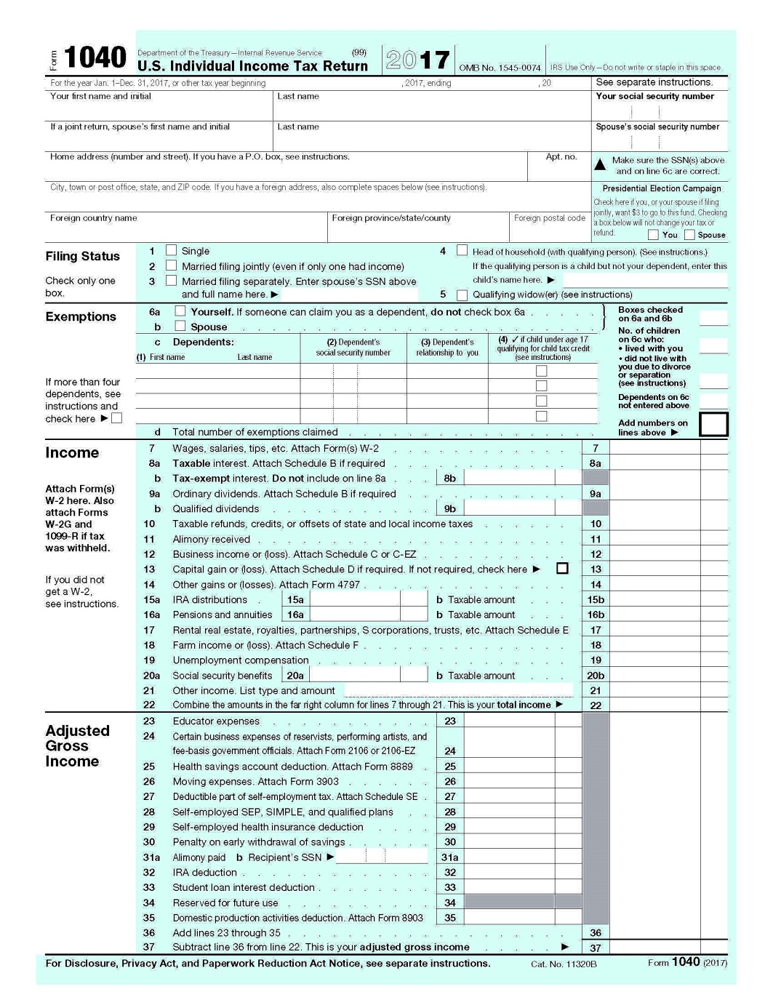 Form 1040 Department of the Treasury—Internal Revenue Service (99)
U.S. Individual Income Tax Return 2017 OMB No. 1545-0074 IRS Use Only—Do not write or staple in this space.
For the year Jan. 1–Dec. 31, 2017, or other tax year beginning , 2017, ending , 20 See separate instructions.
Your first name and initial Last name Your social security number
If a joint return, spouse's first name and initial Last name Spouse's social security number
Home address (number and street). If you have a P.O. box, see instructions. Apt. no.
▲ Make sure the SSN(s) above
and on line 6c are correct.
City, town or post office, state, and ZIP code. If you have a foreign address, also complete spaces below (see instructions).
Foreign country name Foreign province/state/county Foreign postal code
Presidential Election Campaign
Check here if you, or your spouse if filing
jointly, want $3 to go to this fund. Checking
a box below will not change your tax or
refund. You Spouse
Filing Status
Check only one
box.
1 Single
2 Married filing jointly (even if only one had income)
3 Married filing separately. Enter spouse's SSN above
and full name here. ▶
4 Head of household (with qualifying person). (See instructions.)
If the qualifying person is a child but not your dependent, enter this
child's name here. ▶
5 Qualifying widow(er) (see instructions)
Exemptions
6a Yourself. If someone can claim you as a dependent, do not check box 6a . . . . .
b Spouse . . . . . . . . . . . . . . . .
c Dependents:
(1) First name Last name
(2) Dependent's
social security number
(3) Dependent's
relationship to you
(4) ✓ if child under age 17
qualifying for child tax credit
(see instructions)
If more than four
dependents, see
instructions and
check here ▶
d Total number of exemptions claimed . . . . . . . . . . .
Boxes checked
on 6a and 6b
No. of children
on 6c who:
• lived with you
• did not live with
you due to divorce
or separation
(see instructions)
Dependents on 6c
not entered above
Add numbers on
lines above ▶
Income
Attach Form(s)
W-2 here. Also
attach Forms
W-2G and
1099-R if tax
was withheld.
If you did not
get a W-2,
see instructions.
7 Wages, salaries, tips, etc. Attach Form(s) W-2 . . . . . . . . 7
8a Taxable interest. Attach Schedule B if required . . . . . . . . 8a
b Tax-exempt interest. Do not include on line 8a . . . 8b
9a Ordinary dividends. Attach Schedule B if required . . . . . . . 9a
b Qualified dividends . . . . . . . . 9b
10 Taxable refunds, credits, or offsets of state and local income taxes . . . . 10
11 Alimony received . . . . . . . . . . . . . . 11
12 Business income or (loss). Attach Schedule C or C-EZ . . . . . . . 12
13 Capital gain or (loss). Attach Schedule D if required. If not required, check here ▶ 13
14 Other gains or (losses). Attach Form 4797 . . . . . . . . . 14
15a IRA distributions . 15a b Taxable amount . . . 15b
16a Pensions and annuities 16a b Taxable amount . . . 16b
17 Rental real estate, royalties, partnerships, S corporations, trusts, etc. Attach Schedule E 17
18 Farm income or (loss). Attach Schedule F . . . . . . . . . 18
19 Unemployment compensation . . . . . . . . . . . 19
20a Social security benefits 20a b Taxable amount . . . 20b
21 Other income. List type and amount 21
22 Combine the amounts in the far right column for lines 7 through 21. This is your total income ▶ 22
Adjusted
Gross
Income
23 Educator expenses . . . . . . . . 23
24 Certain business expenses of reservists, performing artists, and
fee-basis government officials. Attach Form 2106 or 2106-EZ 24
25 Health savings account deduction. Attach Form 8889 . 25
26 Moving expenses. Attach Form 3903 . . . . . . 26
27 Deductible part of self-employment tax. Attach Schedule SE . 27
28 Self-employed SEP, SIMPLE, and qualified plans . . 28
29 Self-employed health insurance deduction . . . . 29
30 Penalty on early withdrawal of savings . . . . . . 30
31a Alimony paid b Recipient's SSN ▶ 31a
32 IRA deduction . . . . . . . . . 32
33 Student loan interest deduction . . . . . . . . 33
34 Reserved for future use . . . . . . . 34
35 Domestic production activities deduction. Attach Form 8903 35
36 Add lines 23 through 35 . . . . . . . . . . . . . 36
37 Subtract line 36 from line 22. This is your adjusted gross income . . . . . ▶ 37
For Disclosure, Privacy Act, and Paperwork Reduction Act Notice, see separate instructions. Cat. No. 11320B Form 1040 (2017)